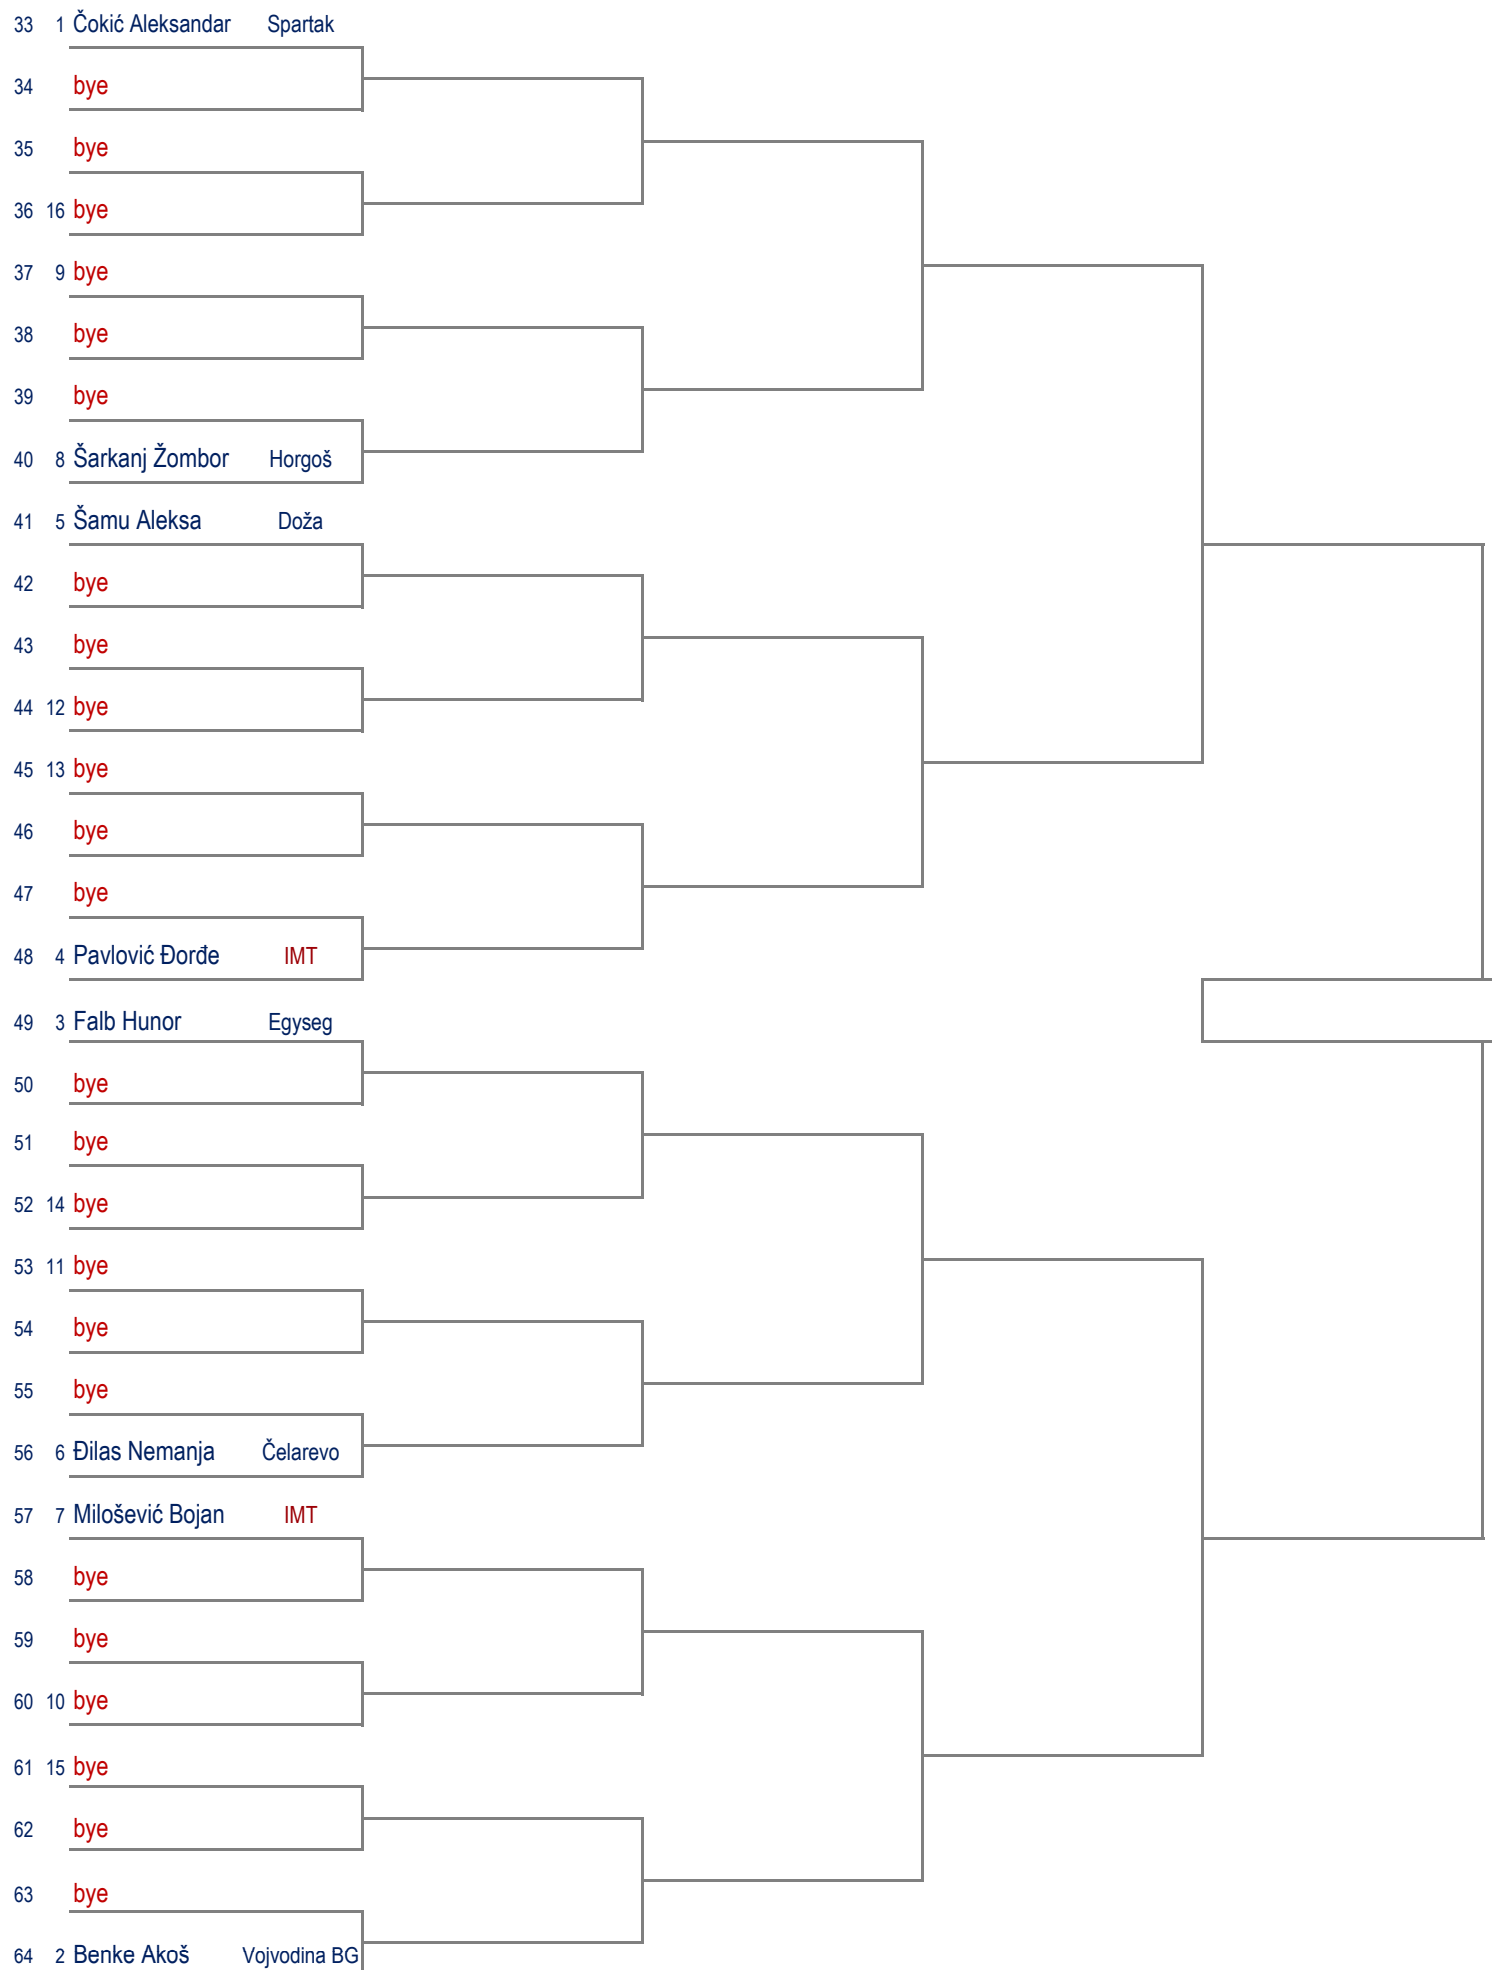 33 1 Čokić Aleksandar Spartak
34 bye
35 bye
36 16 bye
37 9 bye
38 bye
39 bye
40 8 Šarkanj Žombor Horgoš
41 5 Šamu Aleksa Doža
42 bye
43 bye
44 12 bye
45 13 bye
46 bye
47 bye
48 4 Pavlović Đorđe IMT
49 3 Falb Hunor Egyseg
50 bye
51 bye
52 14 bye
53 11 bye
54 bye
55 bye
56 6 Đilas Nemanja Čelarevo
57 7 Milošević Bojan IMT
58 bye
59 bye
60 10 bye
61 15 bye
62 bye
63 bye
64 2 Benke Akoš Vojvodina BG